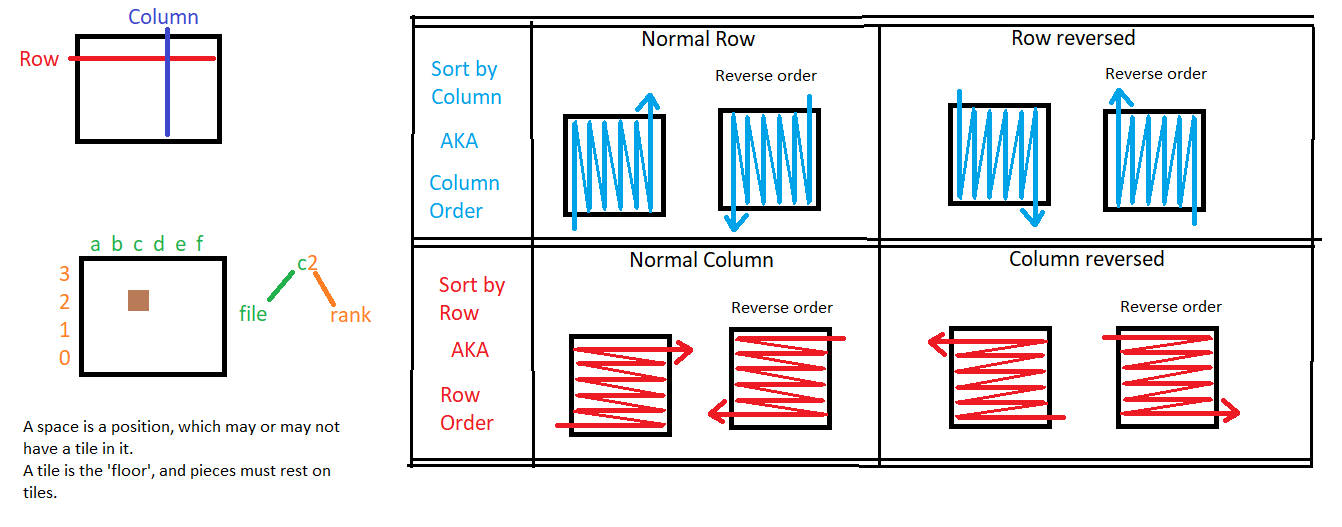 Column
Row
a b c d e f
3
2
1
0
c2
file
rank
A space is a position, which may or may not
have a tile in it.
A tile is the 'floor', and pieces must rest on
tiles.
Normal Row
Row reversed
Sort by
Column
AKA
Column
Order
Reverse order
Reverse order
Normal Column
Column reversed
Sort by
Row
AKA
Row
Order
Reverse order
Reverse order